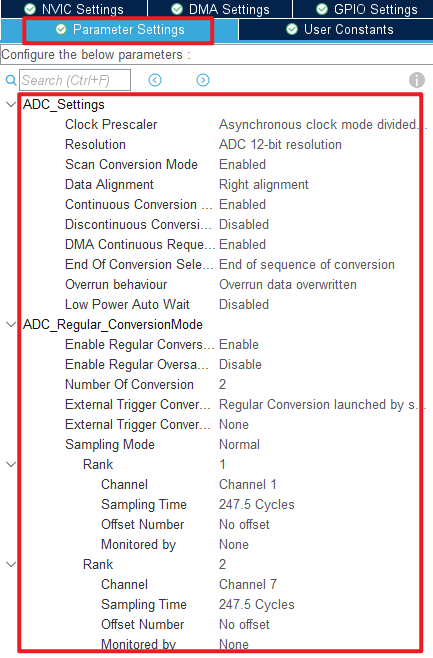 NVIC Settings DMA Settings GPIO Settings
Parameter Settings User Constants
Configure the below parameters :
Search (Ctrl+F)
ADC_Settings
Clock Prescaler Asynchronous clock mode divided...
Resolution ADC 12-bit resolution
Scan Conversion Mode Enabled
Data Alignment Right alignment
Continuous Conversion ... Enabled
Discontinuous Conversi... Disabled
DMA Continuous Reque... Enabled
End Of Conversion Sele... End of sequence of conversion
Overrun behaviour Overrun data overwritten
Low Power Auto Wait Disabled
ADC_Regular_ConversionMode
Enable Regular Convers... Enable
Enable Regular Oversa... Disable
Number Of Conversion 2
External Trigger Conver... Regular Conversion launched by s...
External Trigger Conver... None
Sampling Mode Normal
Rank 1
Channel Channel 1
Sampling Time 247.5 Cycles
Offset Number No offset
Monitored by None
Rank 2
Channel Channel 7
Sampling Time 247.5 Cycles
Offset Number No offset
Monitored by None